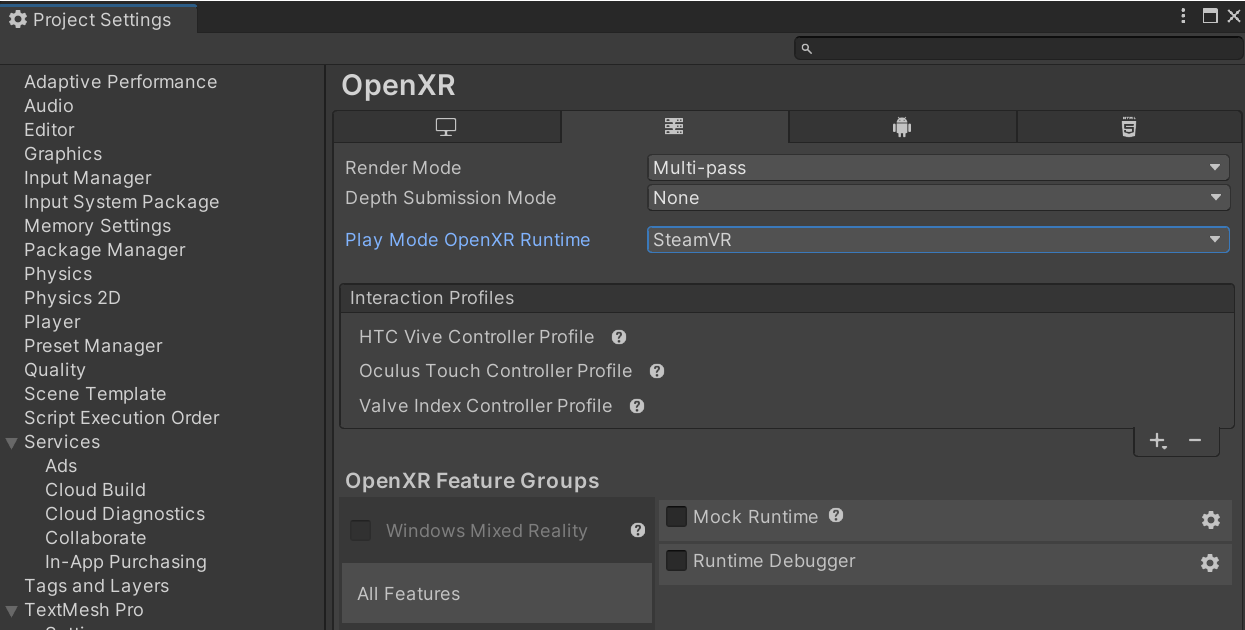 Project Settings
Adaptive Performance
Audio
Editor
Graphics
Input Manager
Input System Package
Memory Settings
Package Manager
Physics
Physics 2D
Player
Preset Manager
Quality
Scene Template
Script Execution Order
Services
Ads
Cloud Build
Cloud Diagnostics
Collaborate
In-App Purchasing
Tags and Layers
TextMesh Pro
OpenXR
HTML
5
Render Mode
Multi-pass
Depth Submission Mode
None
Play Mode OpenXR Runtime
SteamVR
Interaction Profiles
HTC Vive Controller Profile
Oculus Touch Controller Profile
Valve Index Controller Profile
OpenXR Feature Groups
Windows Mixed Reality
All Features
Mock Runtime
Runtime Debugger